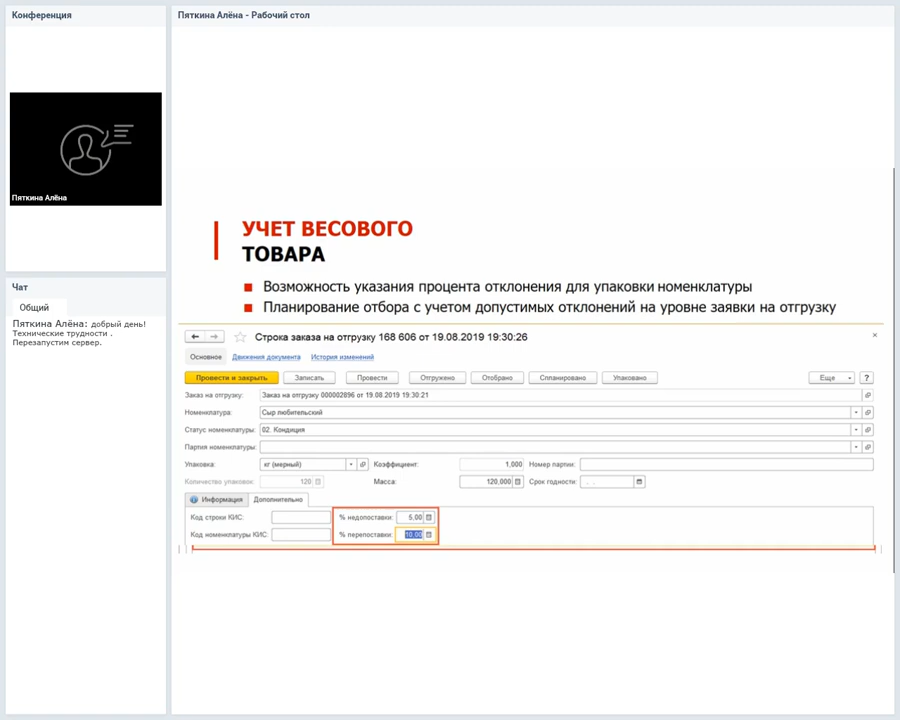 Конференция
Пяткина Алёна - Рабочий стол
Пяткина Алёна
Чат
Общий
Пяткина Алёна: добрый день!
Технические трудности .
Перезапустим сервер.
УЧЕТ ВЕСОВОГО
ТОВАРА
Возможность указания процента отклонения для упаковки номенклатуры
Планирование отбора с учетом допустимых отклонений на уровне заявки на отгрузку
Строка заказа на отгрузку 168 606 от 19.08.2019 19:30:26
Основное Движения документа История изменений
Провести и закрыть Записать Провести Отгружено Отобрано Спланировано Упаковано Еще ?
Заказ на отгрузку: Заказ на отгрузку 000002896 от 19.08.2019 19:30:21
Номенклатура: Сыр любительский
Статус номенклатуры: 02. Кондиция
Партия номенклатуры:
Упаковка: кг (мерный) Коэффициент: 1,000 Номер партии:
Количество упаковок: 120 Масса: 120,000 Срок годности: . .
Информация Дополнительно
Код строки КИС: % недопоставки: 5,00
Код номенклатуры КИС: % перепоставки: 10,00